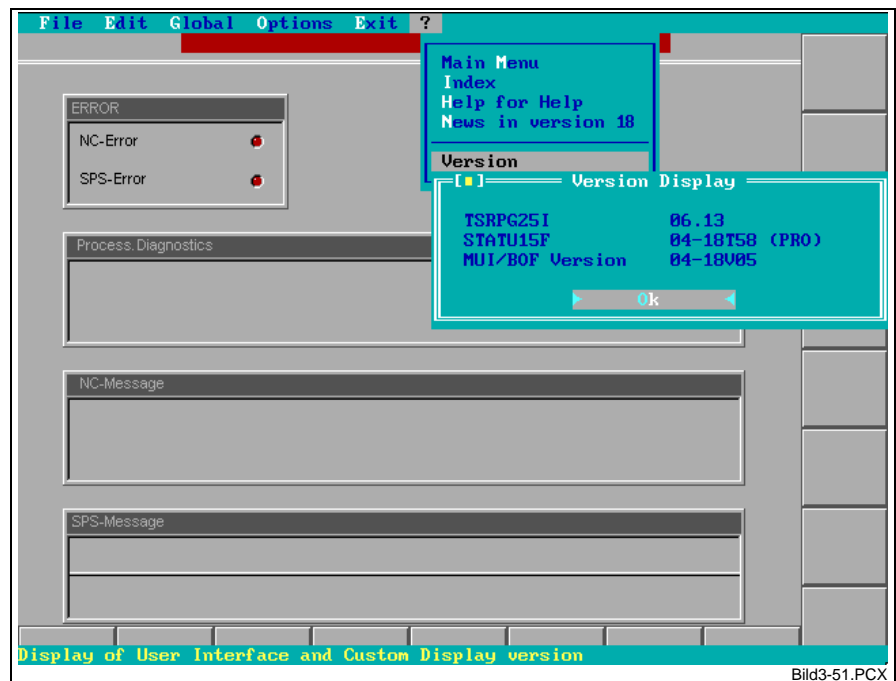 File Edit Global Options Exit ?
Main Menu
Index
Help for Help
News in version 18
Version
ERROR
NC-Error
SPS-Error
[■] Version Display
TSRPG25I 06.13
STATU15F 04-18T58 (PRO)
MUI/BOF Version 04-18V05
Ok
Process.Diagnostics
NC-Message
SPS-Message
Display of User Interface and Custom Display version
Bild3-51.PCX